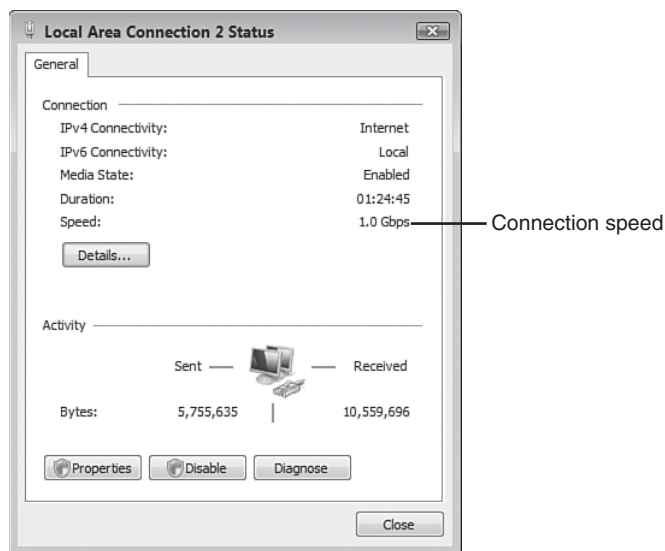 Local Area Connection 2 Status
General
Connection
IPv4 Connectivity: Internet
IPv6 Connectivity: Local
Media State: Enabled
Duration: 01:24:45
Speed: 1.0 Gbps
Connection speed
Details...
Activity
Sent Received
Bytes: 5,755,635 10,559,696
Properties Disable Diagnose
Close